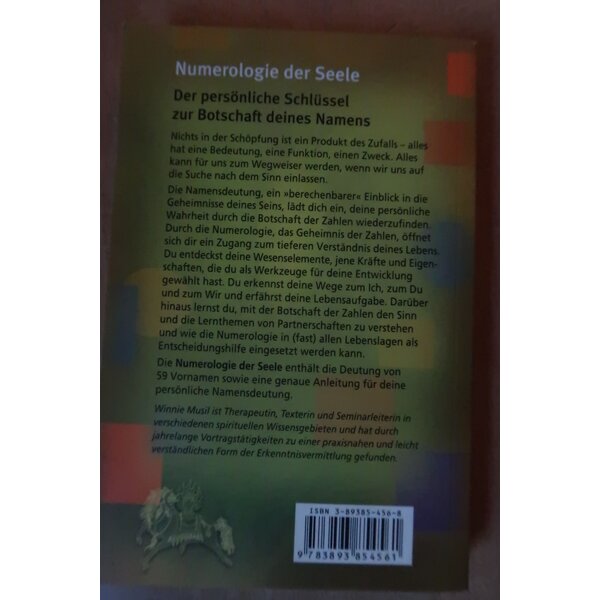 Numerologie der Seele
Der persönliche Schlüssel
zur Botschaft deines Namens
Nichts in der Schöpfung ist ein Produkt des Zufalls – alles
hat eine Bedeutung, eine Funktion, einen Zweck. Alles
kann für uns zum Wegweiser werden, wenn wir uns auf
die Suche nach dem Sinn einlassen.
Die Namensdeutung, ein »berechenbarer« Einblick in die
Geheimnisse deines Seins, lädt dich ein, deine persönliche
Wahrheit durch die Botschaft der Zahlen wiederzufinden.
Durch die Numerologie, das Geheimnis der Zahlen, öffnet
sich dir ein Zugang zum tieferen Verständnis deines Lebens.
Du entdeckst deine Wesenselemente, jene Kräfte und Eigen-
schaften, die du als Werkzeuge für deine Entwicklung
gewählt hast. Du erkennst deine Wege zum Ich, zum Du
und zum Wir und erfährst deine Lebensaufgabe. Darüber
hinaus lernst du, mit der Botschaft der Zahlen den Sinn
und die Lernthemen von Partnerschaften zu verstehen
und wie die Numerologie in (fast) allen Lebenslagen als
Entscheidungshilfe eingesetzt werden kann.
Die Numerologie der Seele enthält die Deutung von
59 Vornamen sowie eine genaue Anleitung für deine
persönliche Namensdeutung.
Winnie Musil ist Therapeutin, Texterin und Seminarleiterin in
verschiedenen spirituellen Wissensgebieten und hat durch
jahrelange Vortragstätigkeiten zu einer praxisnahen und leicht
verständlichen Form der Erkenntnisvermittlung gefunden.
ISBN 3-89385-456-8
9 783893 854561